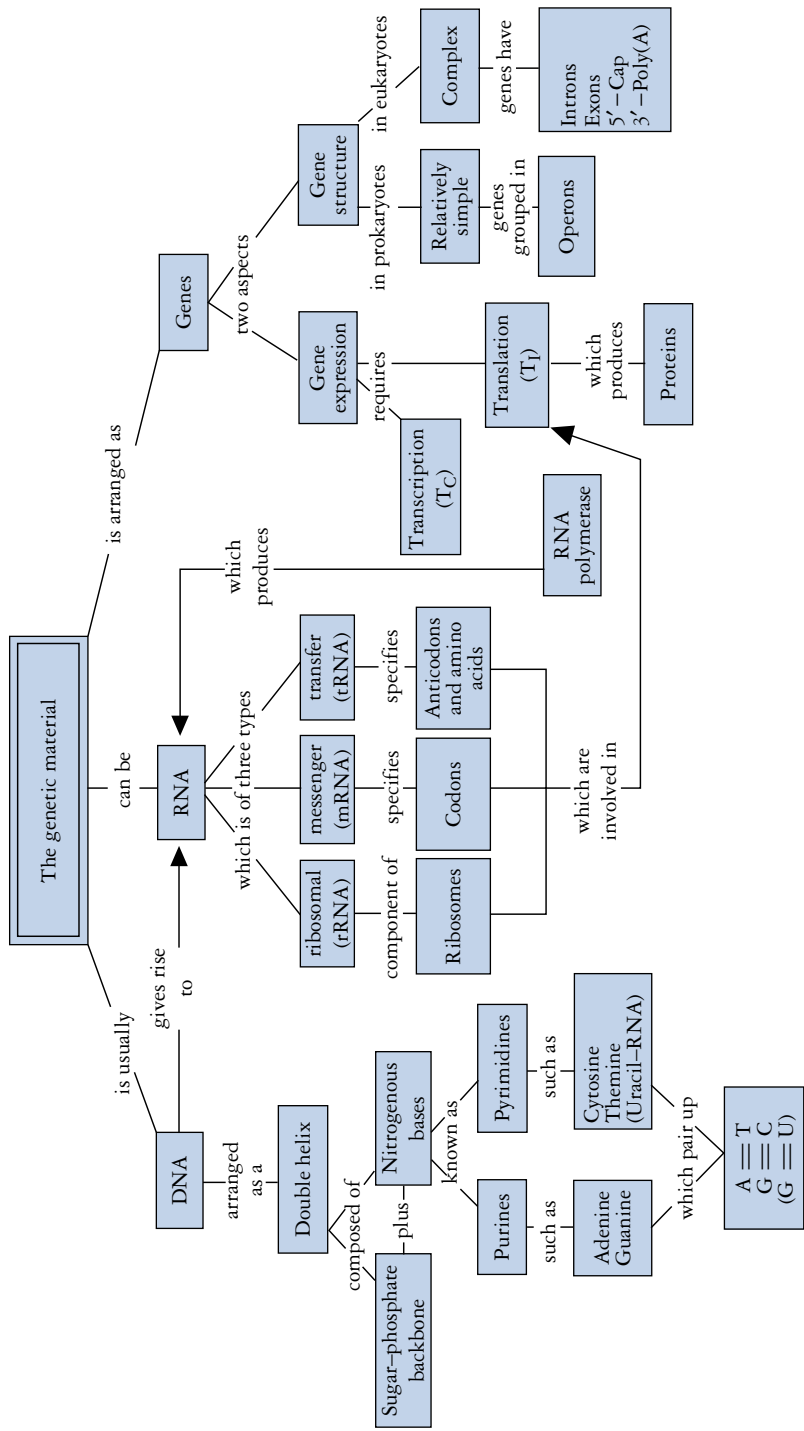 The genetic material
is usually
can be
is arranged as
DNA
gives rise
to
RNA
Genes
arranged
as a
which is of three types
which
produces
two aspects
Double helix
ribosomal
(rRNA)
messenger
(mRNA)
transfer
(tRNA)
Gene
expression
Gene
structure
composed of
component of
specifies
specifies
requires
in prokaryotes
in eukaryotes
Sugar–phosphate
backbone
plus
Nitrogenous
bases
Ribosomes
Codons
Anticodons
and amino
acids
Transcription
(TC)
Relatively
simple
Complex
known as
genes
grouped in
genes have
Purines
Pyrimidines
Translation
(TI)
such as
such as
which are
involved in
RNA
polymerase
Operons
Introns
Exons
5′–Cap
3′–Poly(A)
Adenine
Guanine
Cytosine
Themine
(Uracil–RNA)
which
produces
which pair up
Proteins
A = T
G ≡ C
(G = U)